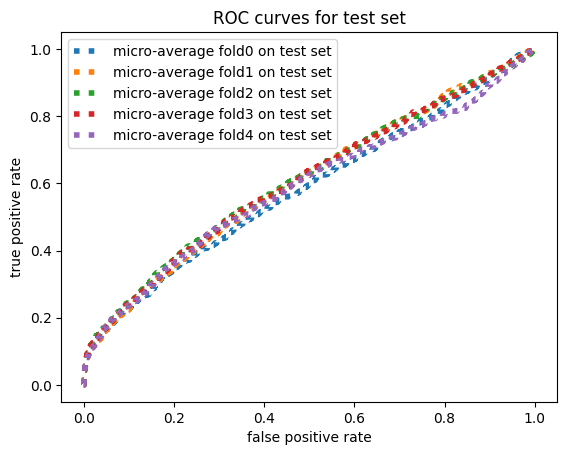 ROC curves for test set
micro-average fold0 on test set
micro-average fold1 on test set
micro-average fold2 on test set
micro-average fold3 on test set
micro-average fold4 on test set
true positive rate
1.0
0.8
0.6
0.4
0.2
0.0
0.0 0.2 0.4 0.6 0.8 1.0
false positive rate